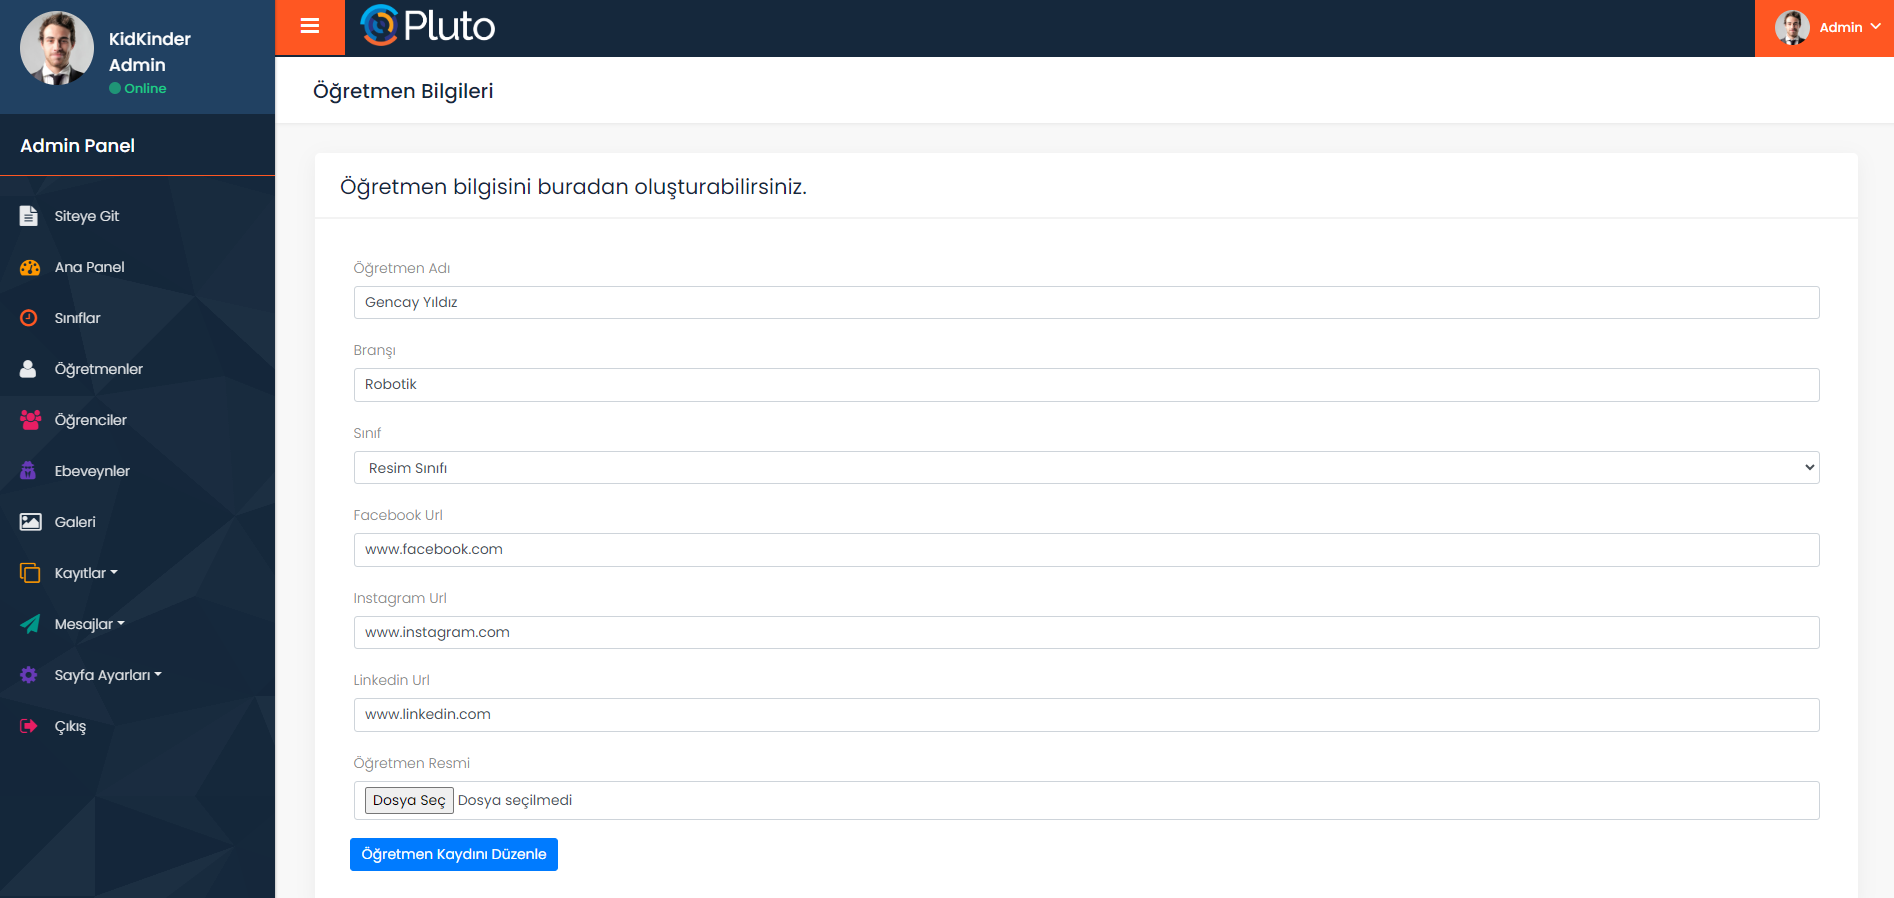 KidKinder
Admin
Online
Admin Panel
Siteye Git
Ana Panel
Sınıflar
Öğretmenler
Öğrenciler
Ebeveynler
Galeri
Kayıtlar
Mesajlar
Sayfa Ayarları
Çıkış
Pluto
Admin
Öğretmen Bilgileri
Öğretmen bilgisini buradan oluşturabilirsiniz.
Öğretmen Adı
Gencay Yıldız
Branşı
Robotik
Sınıf
Resim Sınıfı
Facebook Url
www.facebook.com
Instagram Url
www.instagram.com
Linkedin Url
www.linkedin.com
Öğretmen Resmi
Dosya Seç Dosya seçilmedi
Öğretmen Kaydını Düzenle